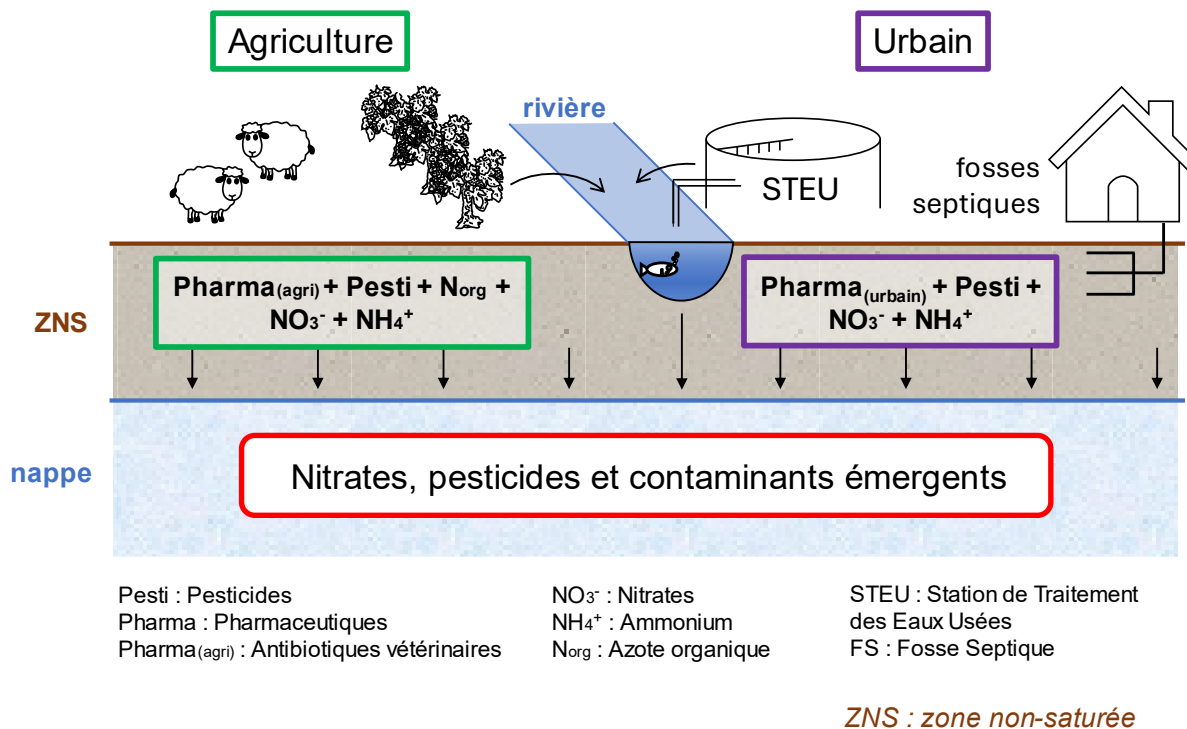 Agriculture
Urbain
rivière
STEU
fosses
septiques
Pharma(agri) + Pesti + Norg +
NO3- + NH4+
Pharma(urbain) + Pesti +
NO3- + NH4+
ZNS
nappe
Nitrates, pesticides et contaminants émergents
Pesti : Pesticides
Pharma : Pharmaceutiques
Pharma(agri) : Antibiotiques vétérinaires
NO3- : Nitrates
NH4+ : Ammonium
Norg : Azote organique
STEU : Station de Traitement
des Eaux Usées
FS : Fosse Septique
ZNS : zone non-saturée